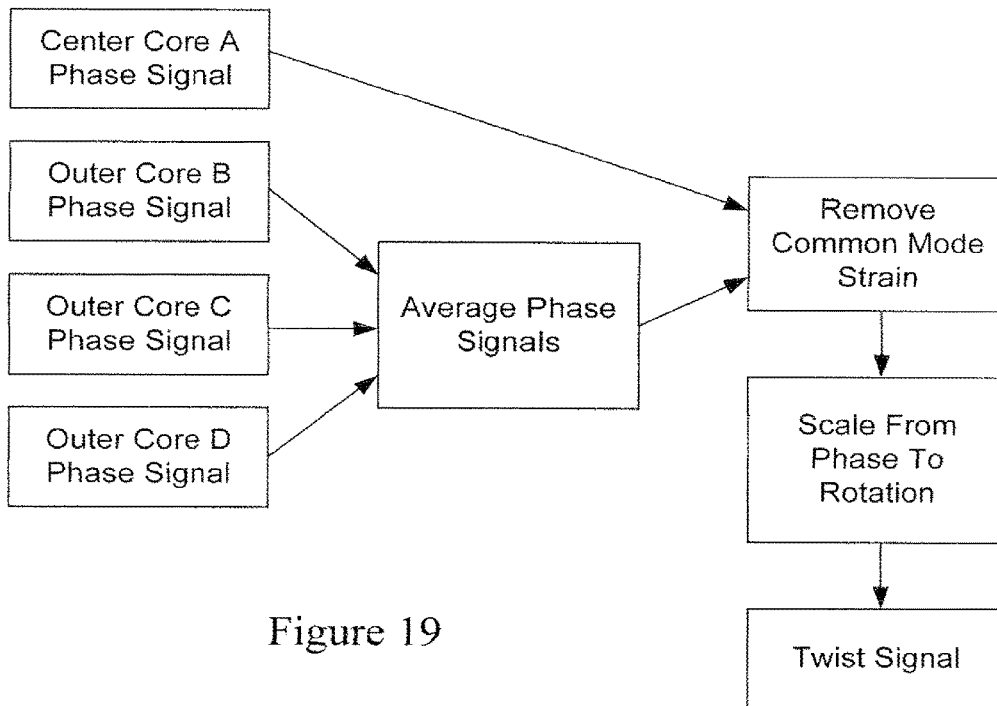 Center Core A
Phase Signal
Outer Core B
Phase Signal
Outer Core C
Phase Signal
Outer Core D
Phase Signal
Average Phase
Signals
Remove
Common Mode
Strain
Scale From
Phase To
Rotation
Twist Signal
Figure 19